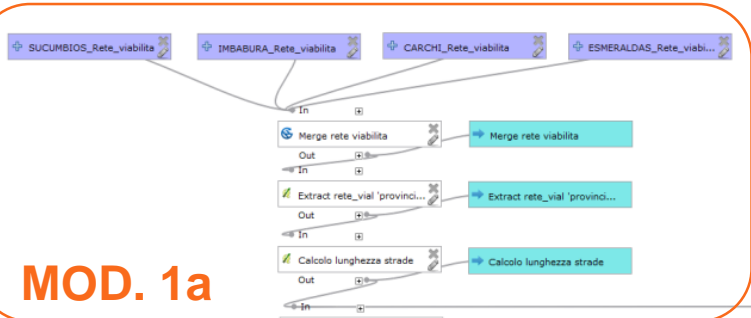 SUCUMBIOS_Rete_viabilita
IMBABURA_Rete_viabilita
CARCHI_Rete_viabilita
ESMERALDAS_Rete_viabi...
In
Merge rete viabilita
Merge rete viabilita
Out
In
Extract rete_vial 'provinci...
Extract rete_vial 'provinci...
Out
In
Calcolo lunghezza strade
Calcolo lunghezza strade
Out
In
MOD. 1a